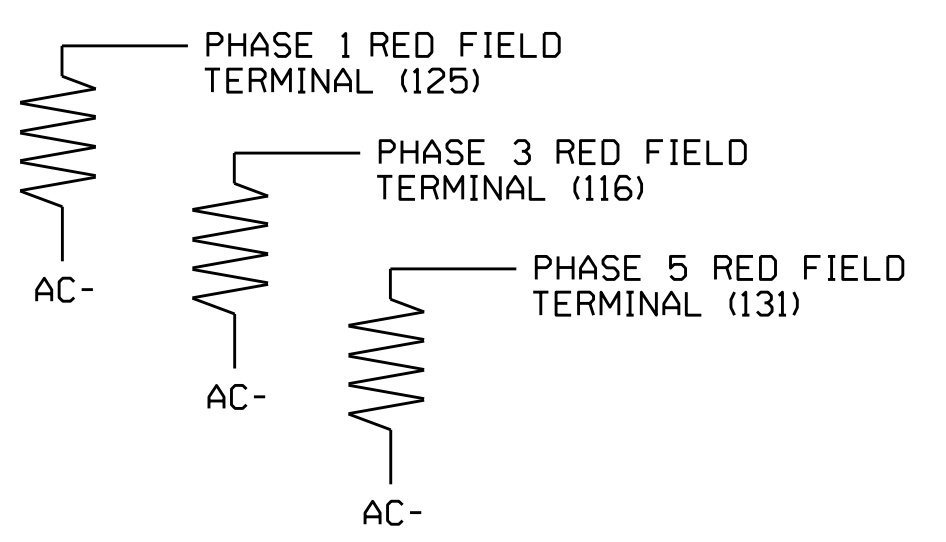 PHASE 1 RED FIELD
TERMINAL (125)
AC-
PHASE 3 RED FIELD
TERMINAL (116)
AC-
PHASE 5 RED FIELD
TERMINAL (131)
AC-